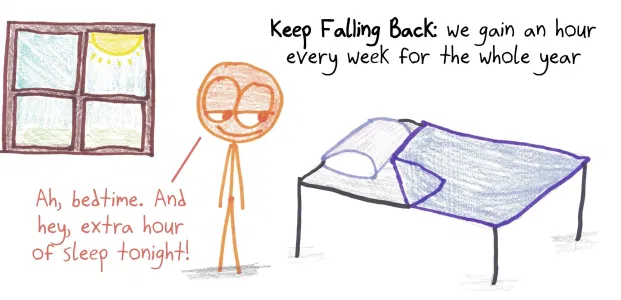 Keep Falling Back: we gain an hour
every week for the whole year
Ah, bedtime. And
hey, extra hour
of sleep tonight!